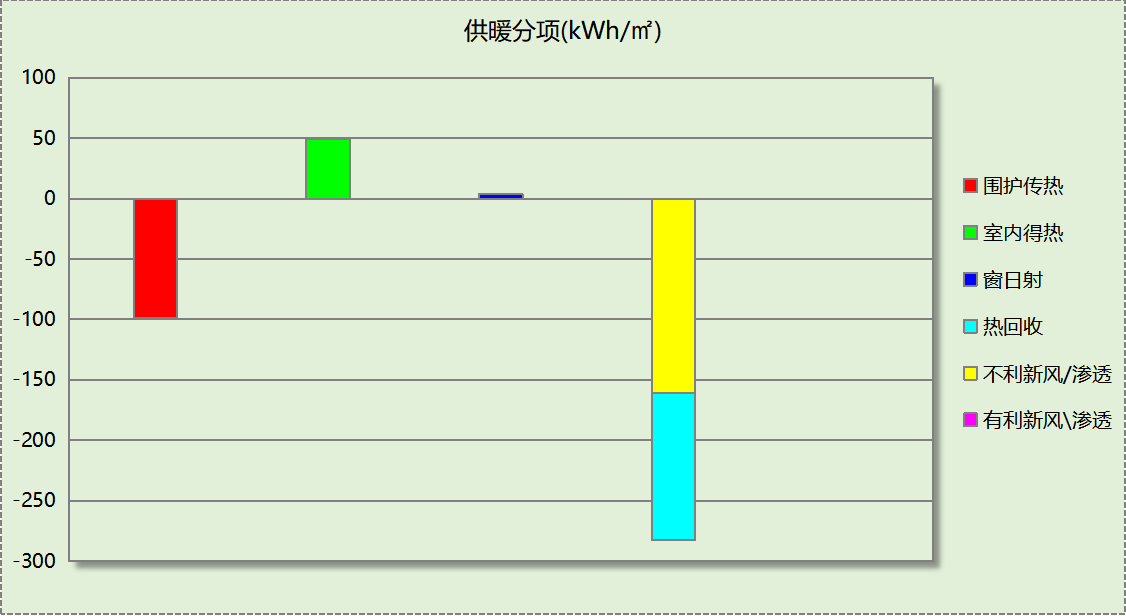 供暖分项(kWh/㎡)
100
50
0
-50
-100
-150
-200
-250
-300
围护传热
室内得热
窗日射
热回收
不利新风/渗透
有利新风\渗透